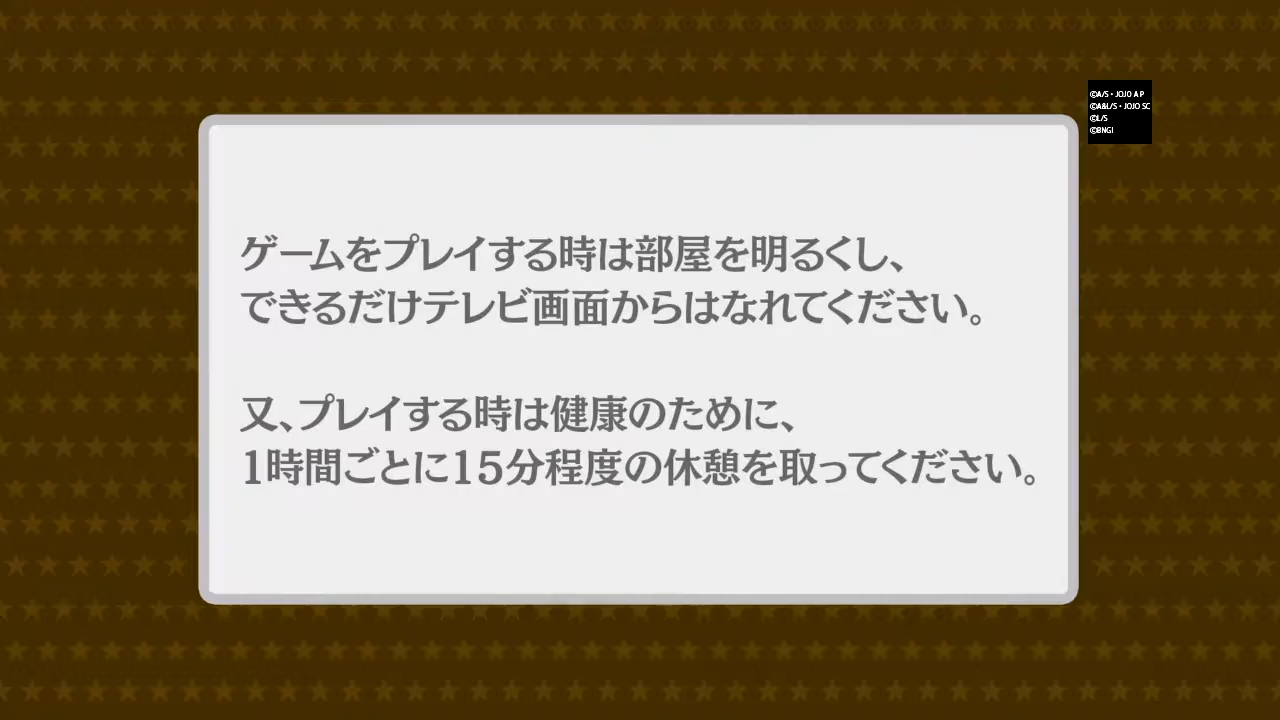 ゲームをプレイする時は部屋を明るくし、
できるだけテレビ画面からはなれてください。
又、プレイする時は健康のために、
1時間ごとに15分程度の休憩を取ってください。
©A/S・JOJO A P
©A&L/S・JOJO SC
©L/S
©BNGI